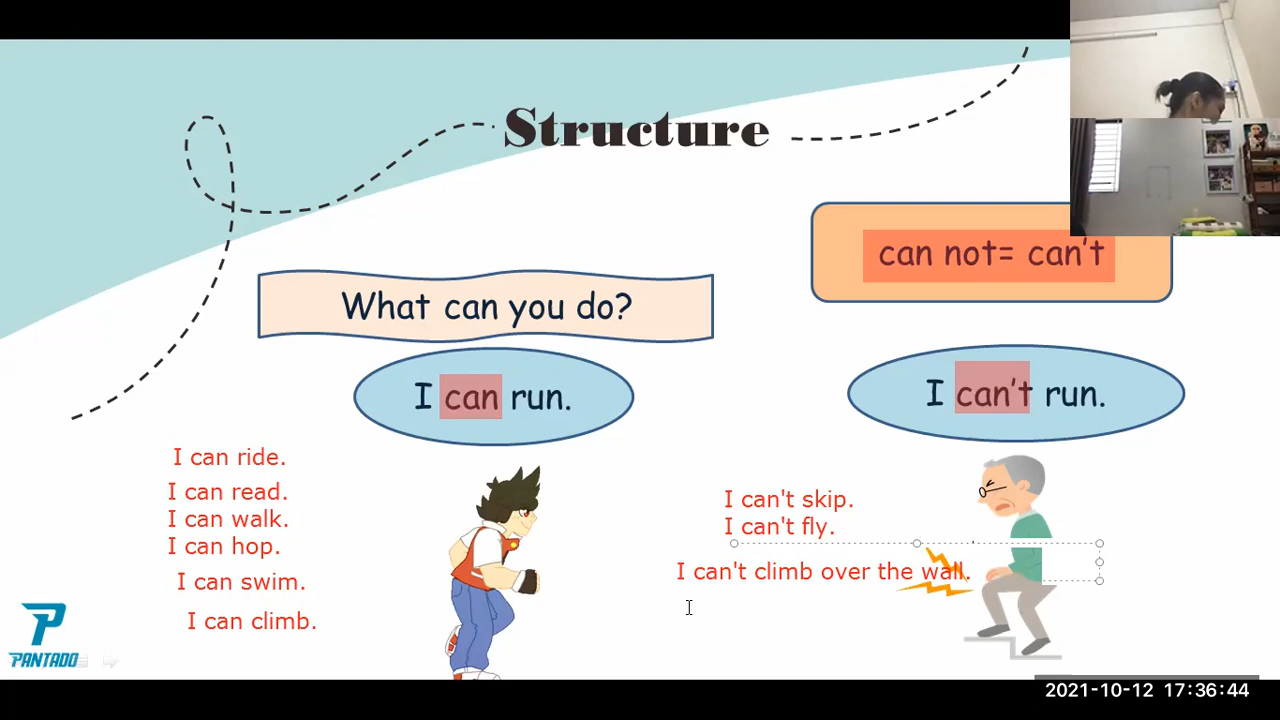 Structure
can not= can't
What can you do?
I can run.
I can't run.
I can ride.
I can read.
I can walk.
I can hop.
I can swim.
I can climb.
I can't skip.
I can't fly.
I can't climb over the wall.
PANTADO
2021-10-12 17:36:44